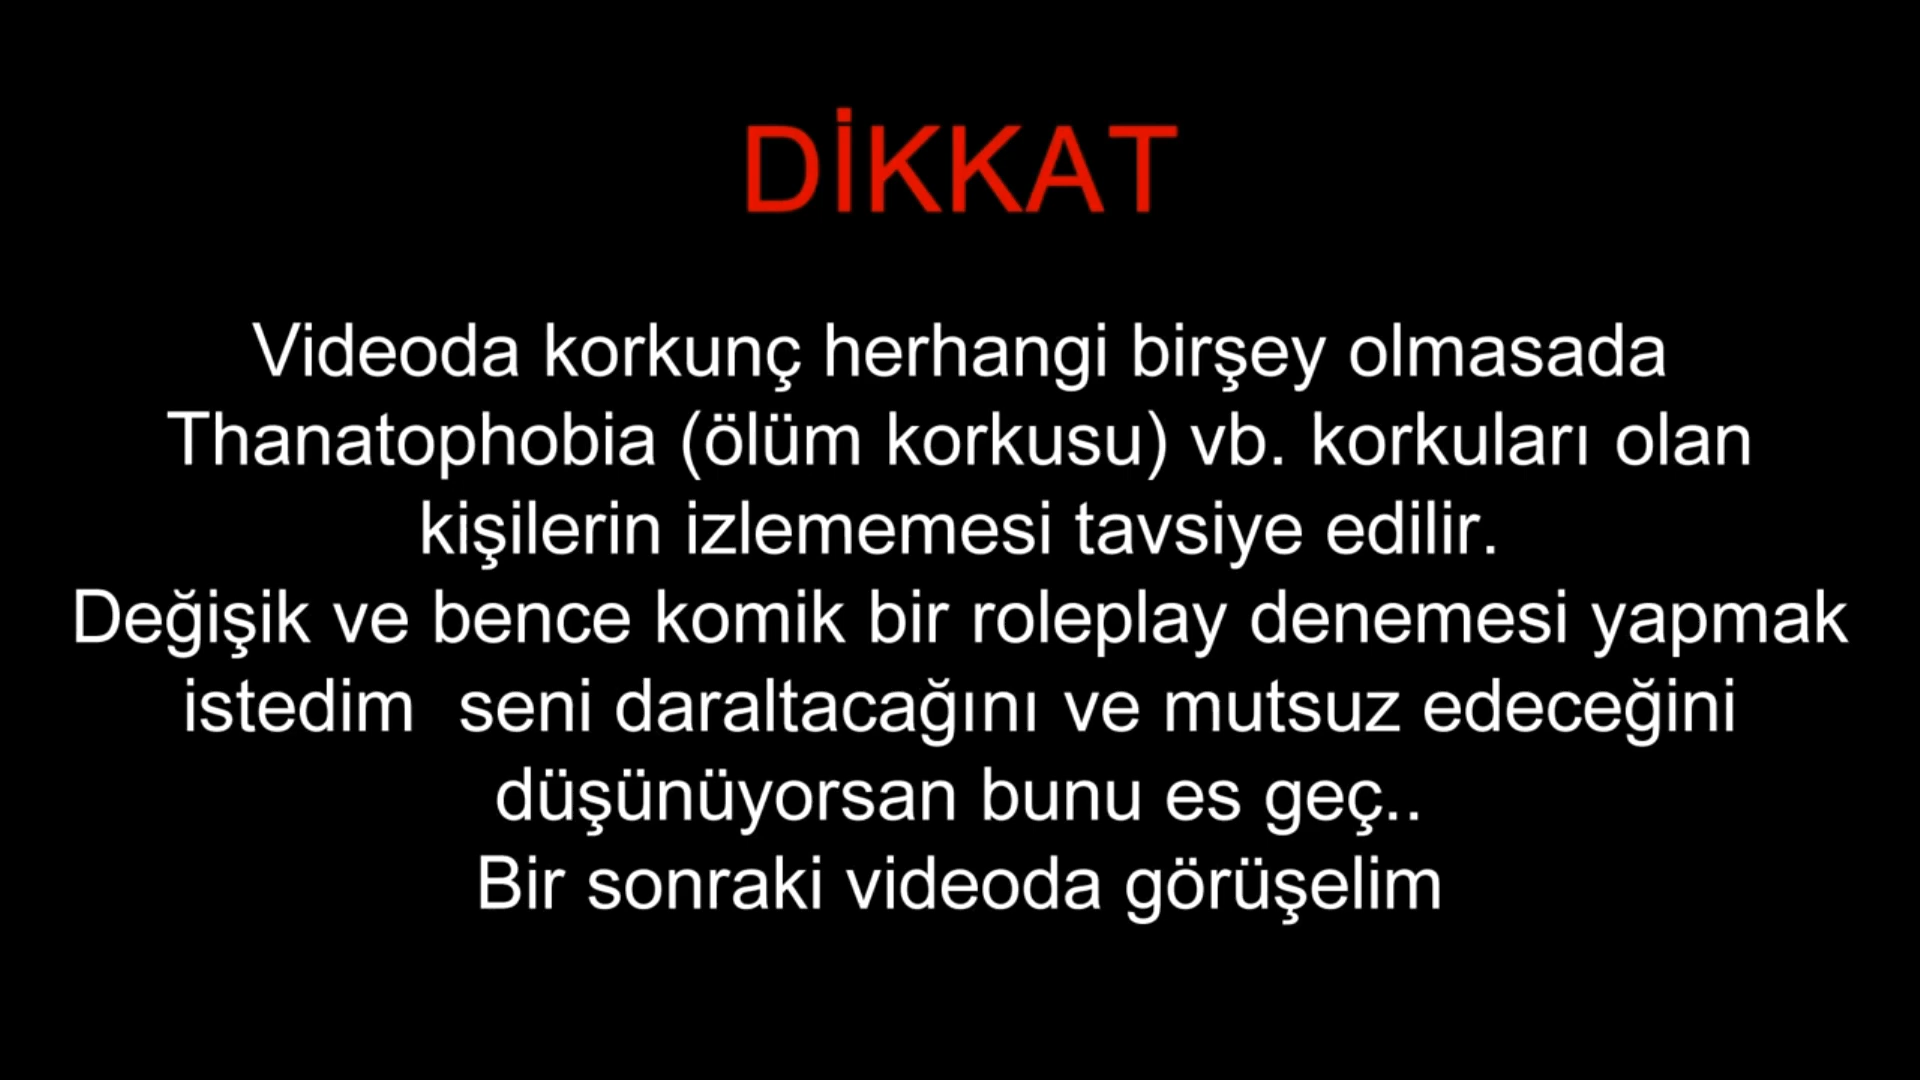 DİKKAT
Videoda korkunç herhangi birşey olmasada
Thanatophobia (ölüm korkusu) vb. korkuları olan
kişilerin izlememesi tavsiye edilir.
Değişik ve bence komik bir roleplay denemesi yapmak
istedim  seni daraltacağını ve mutsuz edeceğini
düşünüyorsan bunu es geç..
Bir sonraki videoda görüşelim